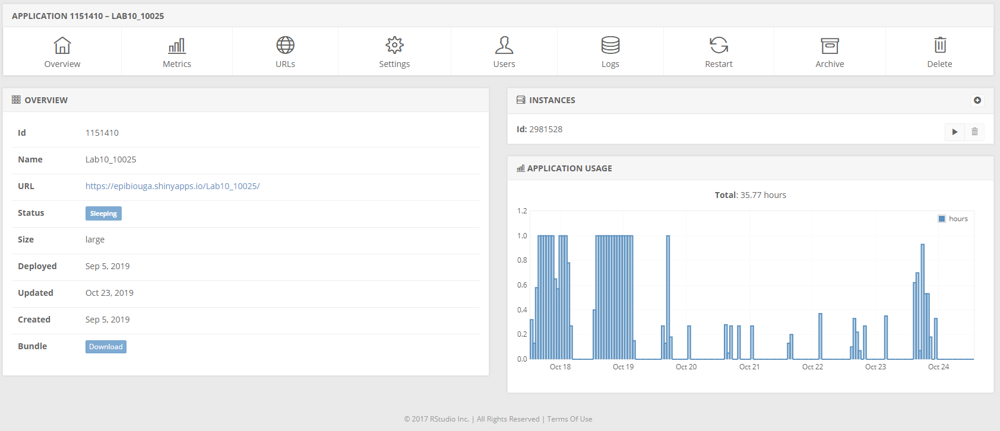 APPLICATION 1151410 – LAB10_10025
Overview
Metrics
URLs
Settings
Users
Logs
Restart
Archive
Delete
OVERVIEW
Id 1151410
Name Lab10_10025
URL https://epibiouga.shinyapps.io/Lab10_10025/
Status Sleeping
Size large
Deployed Sep 5, 2019
Updated Oct 23, 2019
Created Sep 5, 2019
Bundle Download
INSTANCES
Id: 2981528
APPLICATION USAGE
Total: 35.77 hours
1.2
hours
1.0
0.8
0.6
0.4
0.2
0.0
Oct 18 Oct 19 Oct 20 Oct 21 Oct 22 Oct 23 Oct 24
© 2017 RStudio Inc. | All Rights Reserved | Terms Of Use